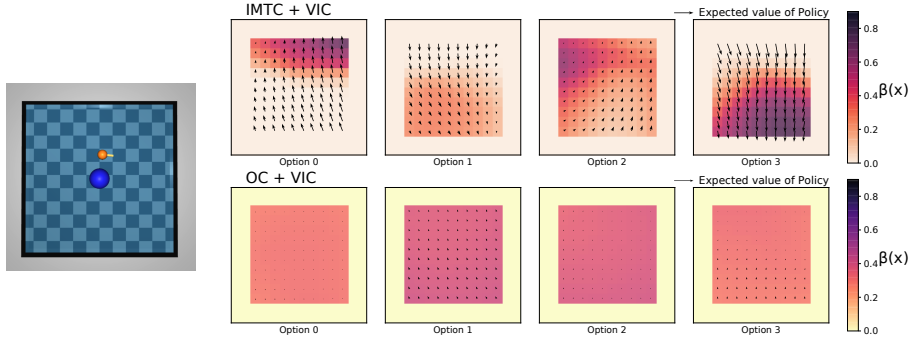 IMTC + VIC
Expected value of Policy
Option 0
Option 1
Option 2
Option 3
0.8
0.6
0.4
0.2
0.0
β(x)
OC + VIC
Expected value of Policy
Option 0
Option 1
Option 2
Option 3
0.8
0.6
0.4
0.2
0.0
β(x)